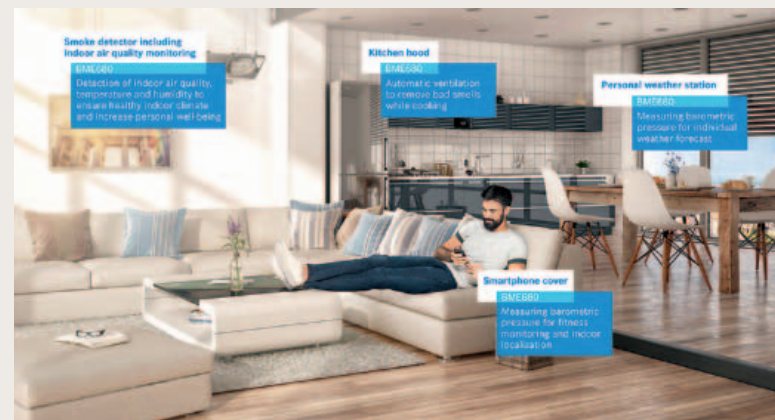 Smoke detector including
indoor air quality monitoring
BME680
Detection of indoor air quality,
temperature and humidity to
ensure healthy indoor climate
and increase personal well-being
Kitchen hood
BME680
Automatic ventilation
to remove bad smells
while cooking
Personal weather station
BME680
Measuring barometric
pressure for individual
weather forecast
Smartphone cover
BME680
Measuring barometric
pressure for fitness
monitoring and indoor
localization